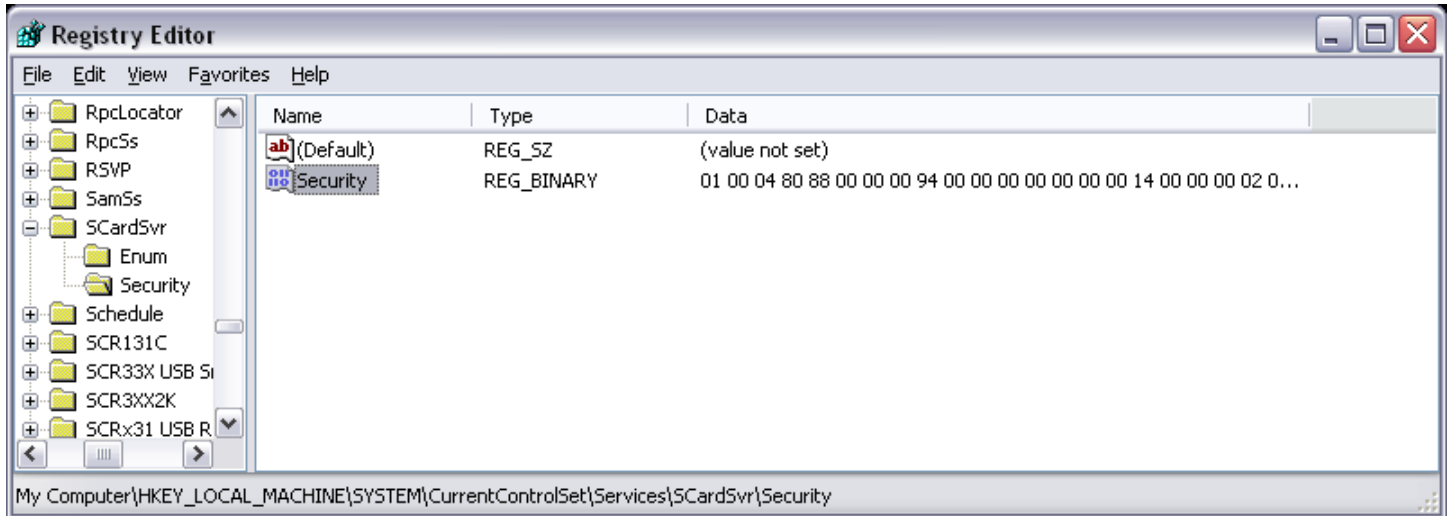 Registry Editor
File Edit View Favorites Help
RpcLocator
RpcSs
RSVP
SamSs
SCardSvr
Enum
Security
Schedule
SCR131C
SCR33X USB
SCR3XX2K
SCRx31 USB R
Name Type Data
ab (Default) REG_SZ (value not set)
Security REG_BINARY 01 00 04 80 88 00 00 00 94 00 00 00 00 00 00 00 14 00 00 00 02 0...
My Computer\HKEY_LOCAL_MACHINE\SYSTEM\CurrentControlSet\Services\SCardSvr\Security